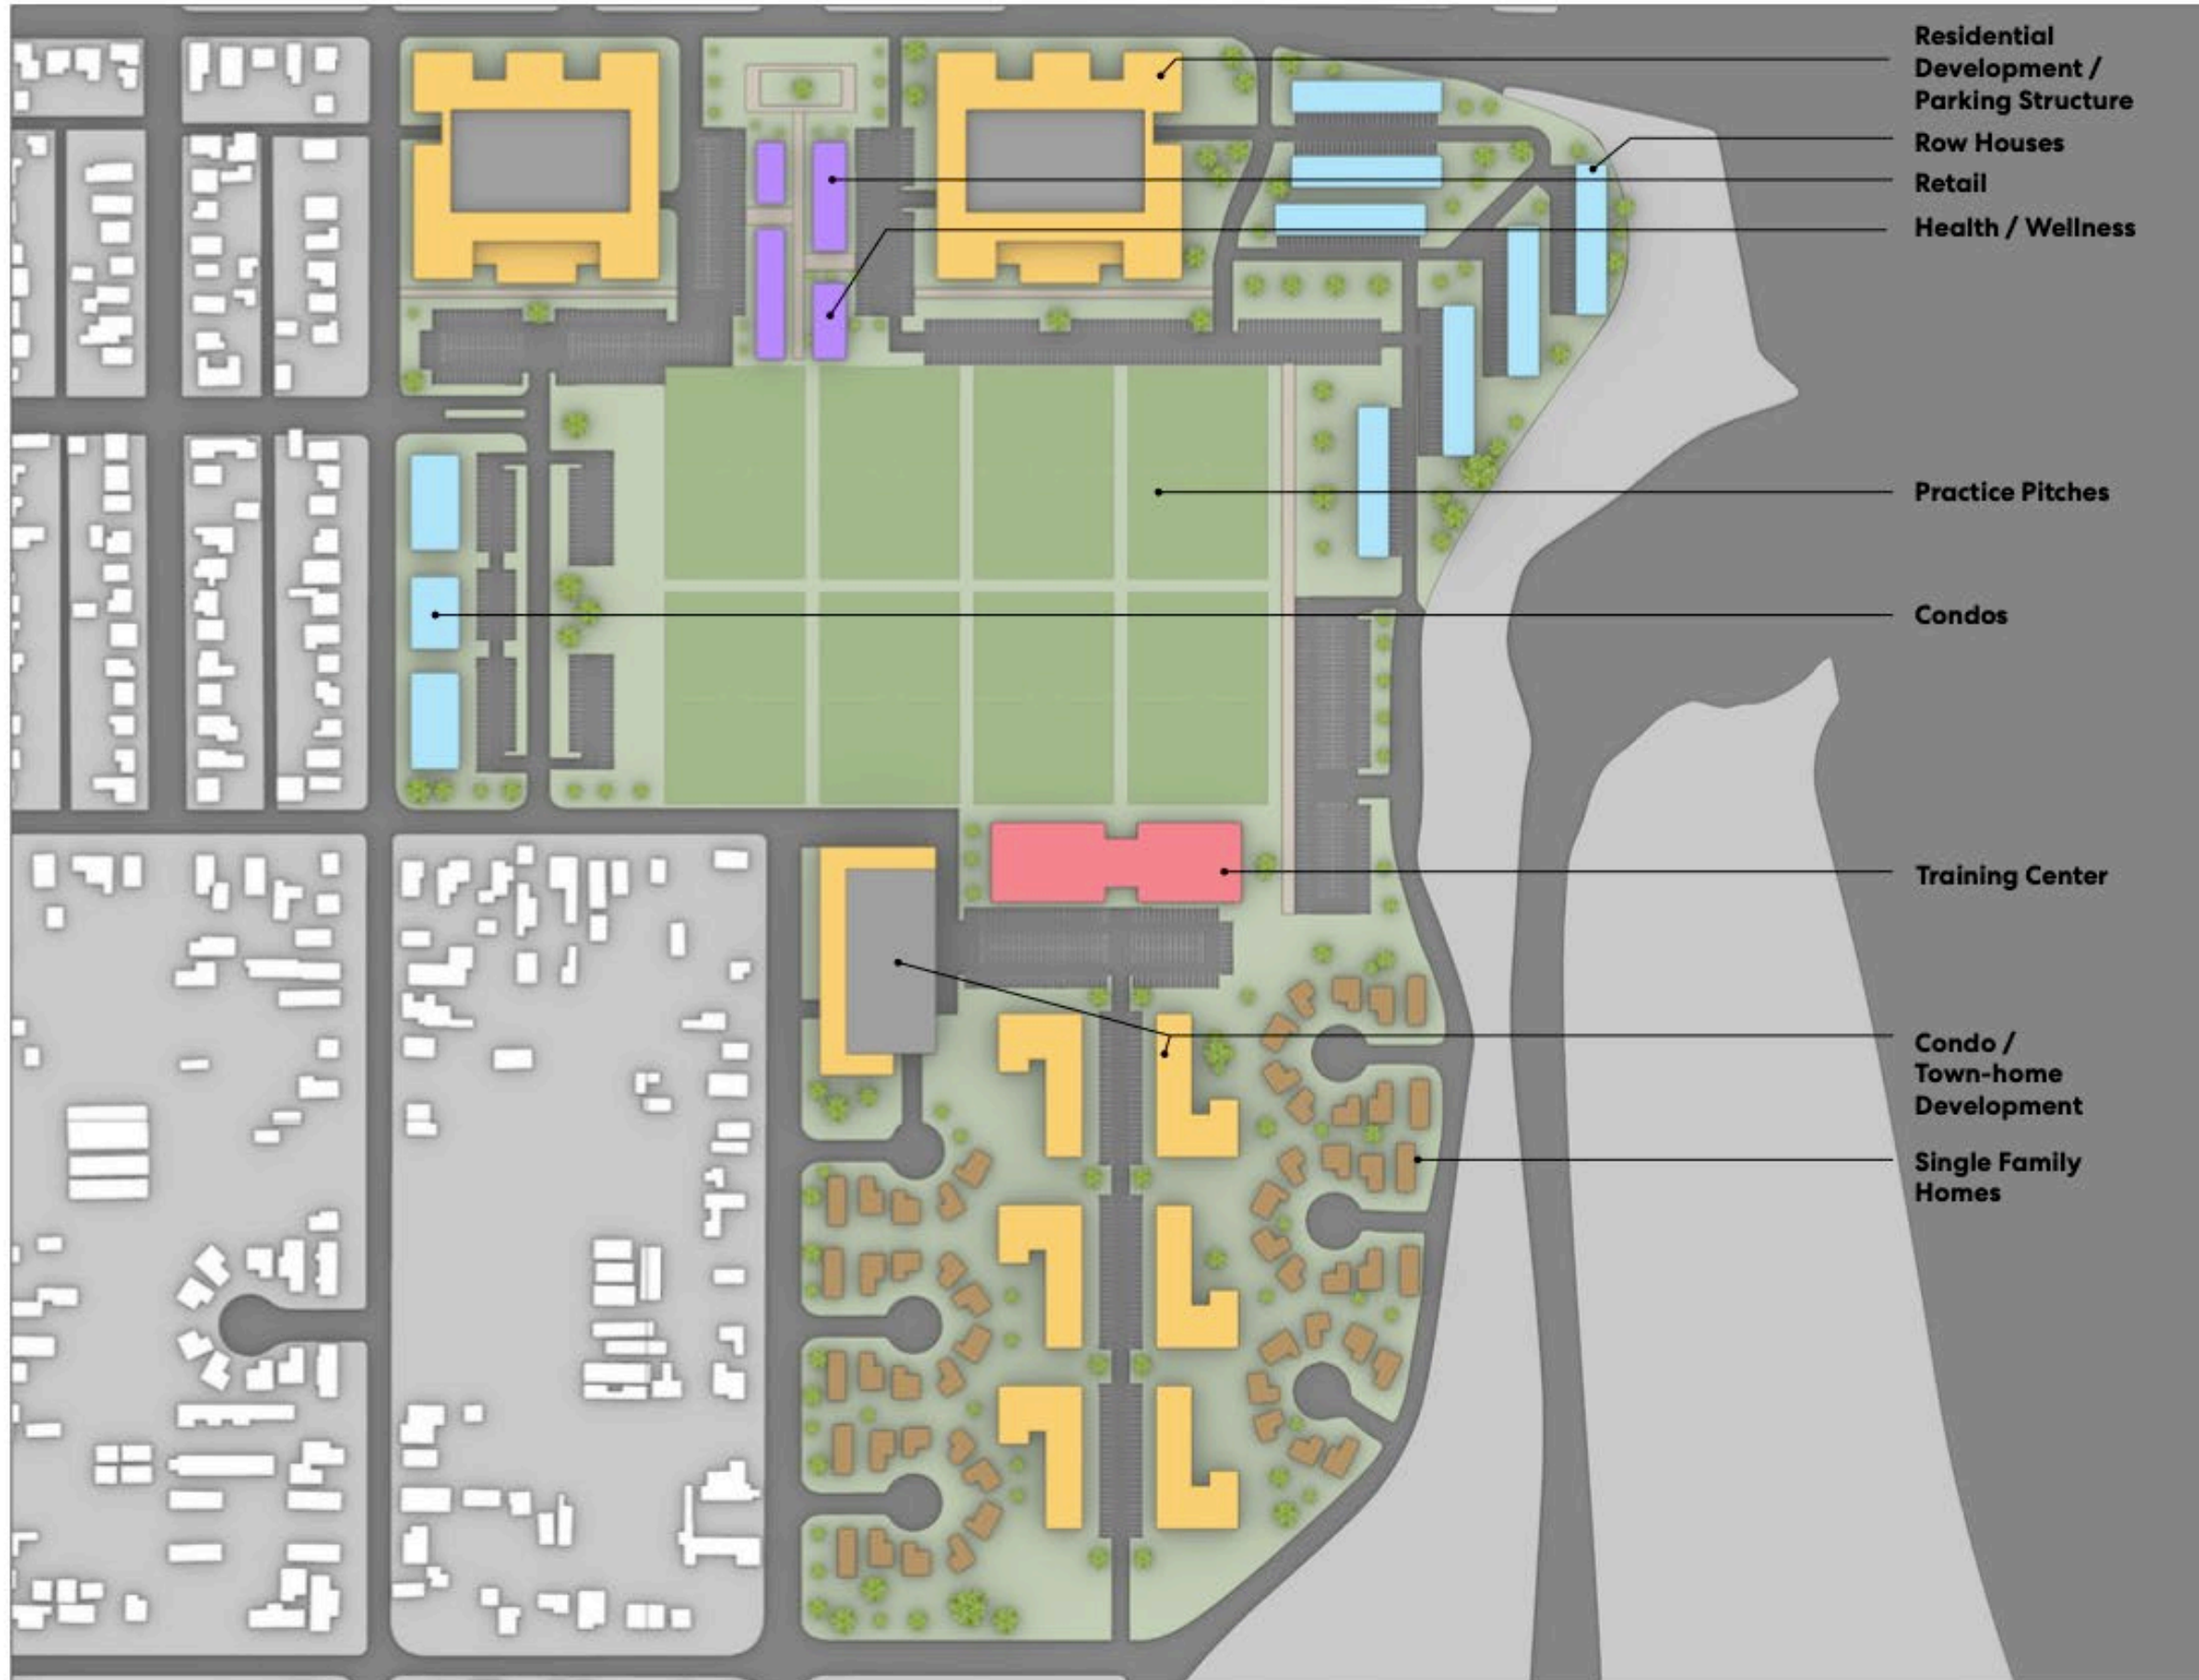 Residential
Development /
Parking Structure
Row Houses
Retail
Health / Wellness
Practice Pitches
Condos
Training Center
Condo /
Town-home
Development
Single Family
Homes